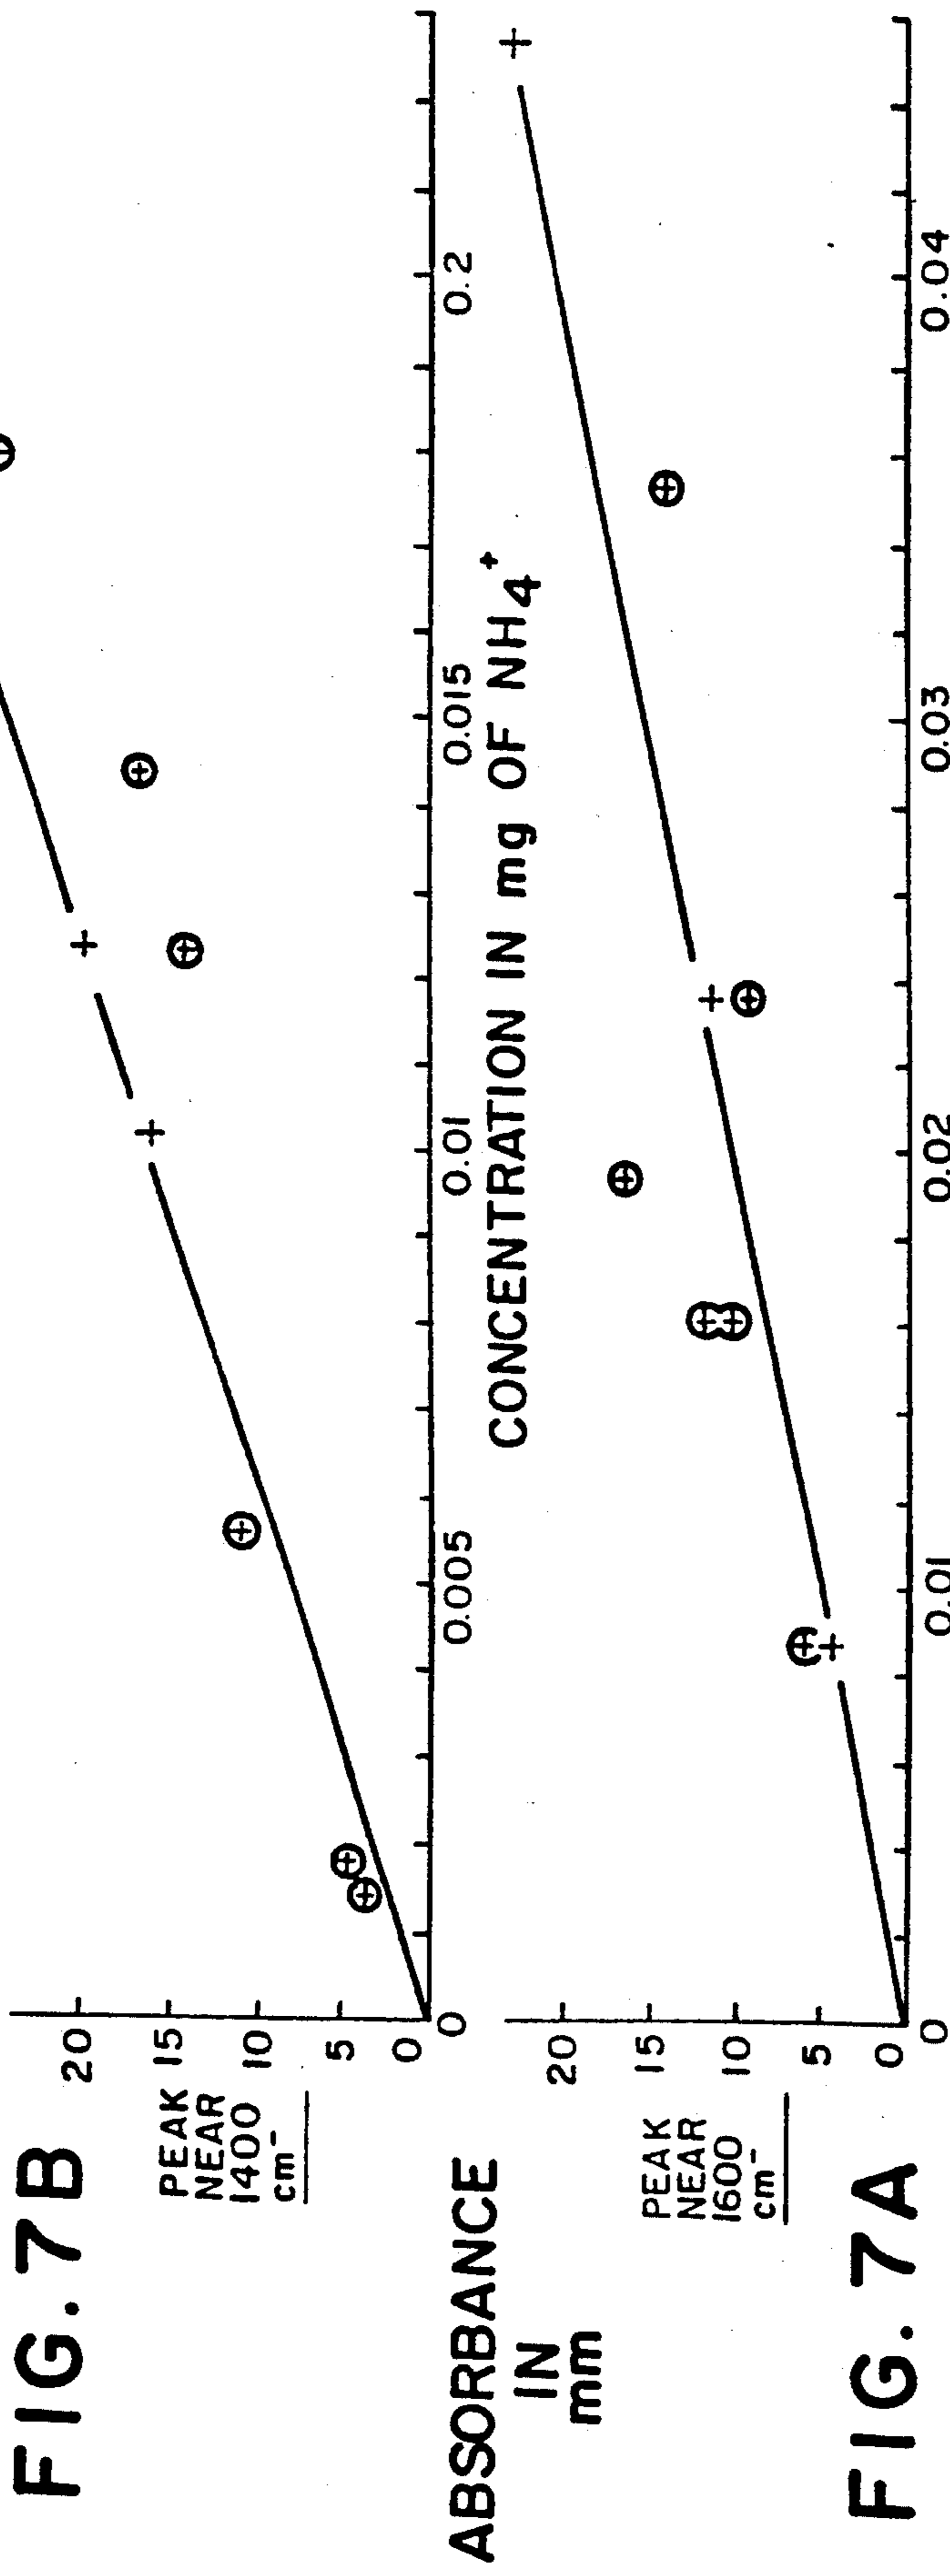 FIG. 7B
PEAK
NEAR
1400
cm⁻
20
15
10
5
0
0
0.005
0.01
0.015
0.2
CONCENTRATION IN mg OF NH4⁺
ABSORBANCE
IN
mm
PEAK
NEAR
1600
cm⁻
20
15
10
5
0
0
0.01
0.02
0.03
0.04
FIG. 7A